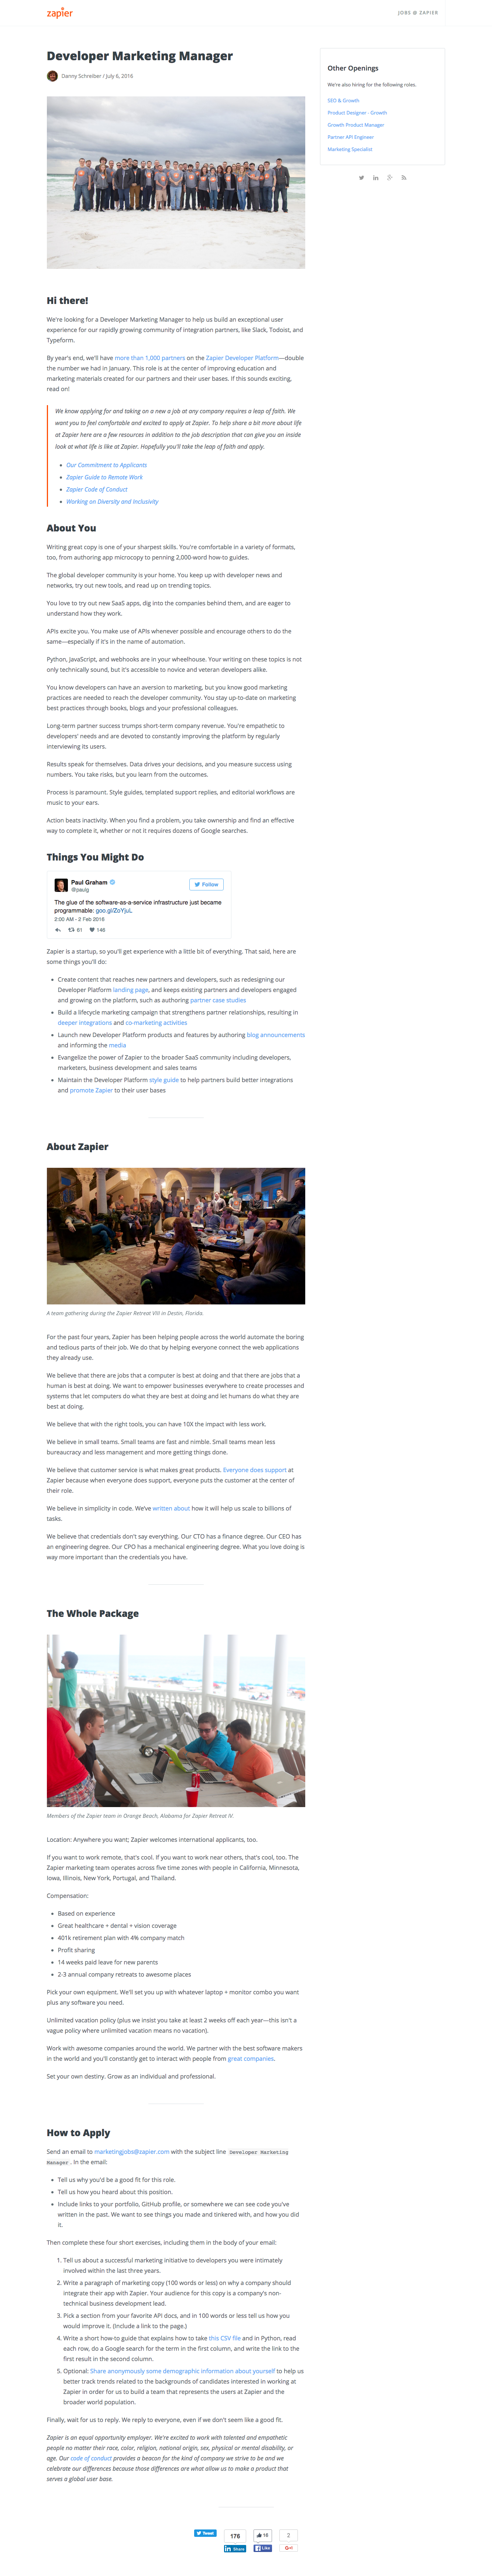 zapier
JOBS @ ZAPIER
Developer Marketing Manager
Danny Schreiber / July 6, 2016
Other Openings
We're also hiring for the following roles.
SEO & Growth
Product Designer - Growth
Growth Product Manager
Partner API Engineer
Marketing Specialist
Hi there!
We're looking for a Developer Marketing Manager to help us build an exceptional user
experience for our rapidly growing community of integration partners, like Slack, Todoist, and
Typeform.
By year's end, we'll have more than 1,000 partners on the Zapier Developer Platform—double
the number we had in January. This role is at the center of improving education and
marketing materials created for our partners and their user bases. If this sounds exciting,
read on!
We know applying for and taking on a new a job at any company requires a leap of faith. We
want you to feel comfortable and excited to apply at Zapier. To help share a bit more about life
at Zapier here are a few resources in addition to the job description that can give you an inside
look at what life is like at Zapier. Hopefully you'll take the leap of faith and apply.
• Our Commitment to Applicants
• Zapier Guide to Remote Work
• Zapier Code of Conduct
• Working on Diversity and Inclusivity
About You
Writing great copy is one of your sharpest skills. You're comfortable in a variety of formats,
too, from authoring app microcopy to penning 2,000-word how-to guides.
The global developer community is your home. You keep up with developer news and
networks, try out new tools, and read up on trending topics.
You love to try out new SaaS apps, dig into the companies behind them, and are eager to
understand how they work.
APIs excite you. You make use of APIs whenever possible and encourage others to do the
same—especially if it's in the name of automation.
Python, JavaScript, and webhooks are in your wheelhouse. Your writing on these topics is not
only technically sound, but it's accessible to novice and veteran developers alike.
You know developers can have an aversion to marketing, but you know good marketing
practices are needed to reach the developer community. You stay up-to-date on marketing
best practices through books, blogs and your professional colleagues.
Long-term partner success trumps short-term company revenue. You're empathetic to
developers' needs and are devoted to constantly improving the platform by regularly
interviewing its users.
Results speak for themselves. Data drives your decisions, and you measure success using
numbers. You take risks, but you learn from the outcomes.
Process is paramount. Style guides, templated support replies, and editorial workflows are
music to your ears.
Action beats inactivity. When you find a problem, you take ownership and find an effective
way to complete it, whether or not it requires dozens of Google searches.
Things You Might Do
Paul Graham
@paulg
Follow
The glue of the software-as-a-service infrastructure just became
programmable: goo.gl/ZoYjuL
2:00 AM - 2 Feb 2016
61 146
Zapier is a startup, so you'll get experience with a little bit of everything. That said, here are
some things you'll do:
• Create content that reaches new partners and developers, such as redesigning our
Developer Platform landing page, and keeps existing partners and developers engaged
and growing on the platform, such as authoring partner case studies
• Build a lifecycle marketing campaign that strengthens partner relationships, resulting in
deeper integrations and co-marketing activities
• Launch new Developer Platform products and features by authoring blog announcements
and informing the media
• Evangelize the power of Zapier to the broader SaaS community including developers,
marketers, business development and sales teams
• Maintain the Developer Platform style guide to help partners build better integrations
and promote Zapier to their user bases
About Zapier
A team gathering during the Zapier Retreat VIII in Destin, Florida.
For the past four years, Zapier has been helping people across the world automate the boring
and tedious parts of their job. We do that by helping everyone connect the web applications
they already use.
We believe that there are jobs that a computer is best at doing and that there are jobs that a
human is best at doing. We want to empower businesses everywhere to create processes and
systems that let computers do what they are best at doing and let humans do what they are
best at doing.
We believe that with the right tools, you can have 10X the impact with less work.
We believe in small teams. Small teams are fast and nimble. Small teams mean less
bureaucracy and less management and more getting things done.
We believe that customer service is what makes great products. Everyone does support at
Zapier because when everyone does support, everyone puts the customer at the center of
their role.
We believe in simplicity in code. We've written about how it will help us scale to billions of
tasks.
We believe that credentials don't say everything. Our CTO has a finance degree. Our CEO has
an engineering degree. Our CPO has a mechanical engineering degree. What you love doing is
way more important than the credentials you have.
The Whole Package
Members of the Zapier team in Orange Beach, Alabama for Zapier Retreat IV.
Location: Anywhere you want; Zapier welcomes international applicants, too.
If you want to work remote, that's cool. If you want to work near others, that's cool, too. The
Zapier marketing team operates across five time zones with people in California, Minnesota,
Iowa, Illinois, New York, Portugal, and Thailand.
Compensation:
• Based on experience
• Great healthcare + dental + vision coverage
• 401k retirement plan with 4% company match
• Profit sharing
• 14 weeks paid leave for new parents
• 2-3 annual company retreats to awesome places
Pick your own equipment. We'll set you up with whatever laptop + monitor combo you want
plus any software you need.
Unlimited vacation policy (plus we insist you take at least 2 weeks off each year—this isn't a
vague policy where unlimited vacation means no vacation).
Work with awesome companies around the world. We partner with the best software makers
in the world and you'll constantly get to interact with people from great companies.
Set your own destiny. Grow as an individual and professional.
How to Apply
Send an email to marketingjobs@zapier.com with the subject line Developer Marketing
Manager. In the email:
• Tell us why you'd be a good fit for this role.
• Tell us how you heard about this position.
• Include links to your portfolio, GitHub profile, or somewhere we can see code you've
written in the past. We want to see things you made and tinkered with, and how you did
it.
Then complete these four short exercises, including them in the body of your email:
1. Tell us about a successful marketing initiative to developers you were intimately
involved within the last three years.
2. Write a paragraph of marketing copy (100 words or less) on why a company should
integrate their app with Zapier. Your audience for this copy is a company's non-
technical business development lead.
3. Pick a section from your favorite API docs, and in 100 words or less tell us how you
would improve it. (Include a link to the page.)
4. Write a short how-to guide that explains how to take this CSV file and in Python, read
each row, do a Google search for the term in the first column, and write the link to the
first result in the second column.
5. Optional: Share anonymously some demographic information about yourself to help us
better track trends related to the backgrounds of candidates interested in working at
Zapier in order for us to build a team that represents the users at Zapier and the
broader world population.
Finally, wait for us to reply. We reply to everyone, even if we don't seem like a good fit.
Zapier is an equal opportunity employer. We're excited to work with talented and empathetic
people no matter their race, color, religion, national origin, sex, physical or mental disability, or
age. Our code of conduct provides a beacon for the kind of company we strive to be and we
celebrate our differences because those differences are what allow us to make a product that
serves a global user base.
Tweet
176
Share
18
Like
2